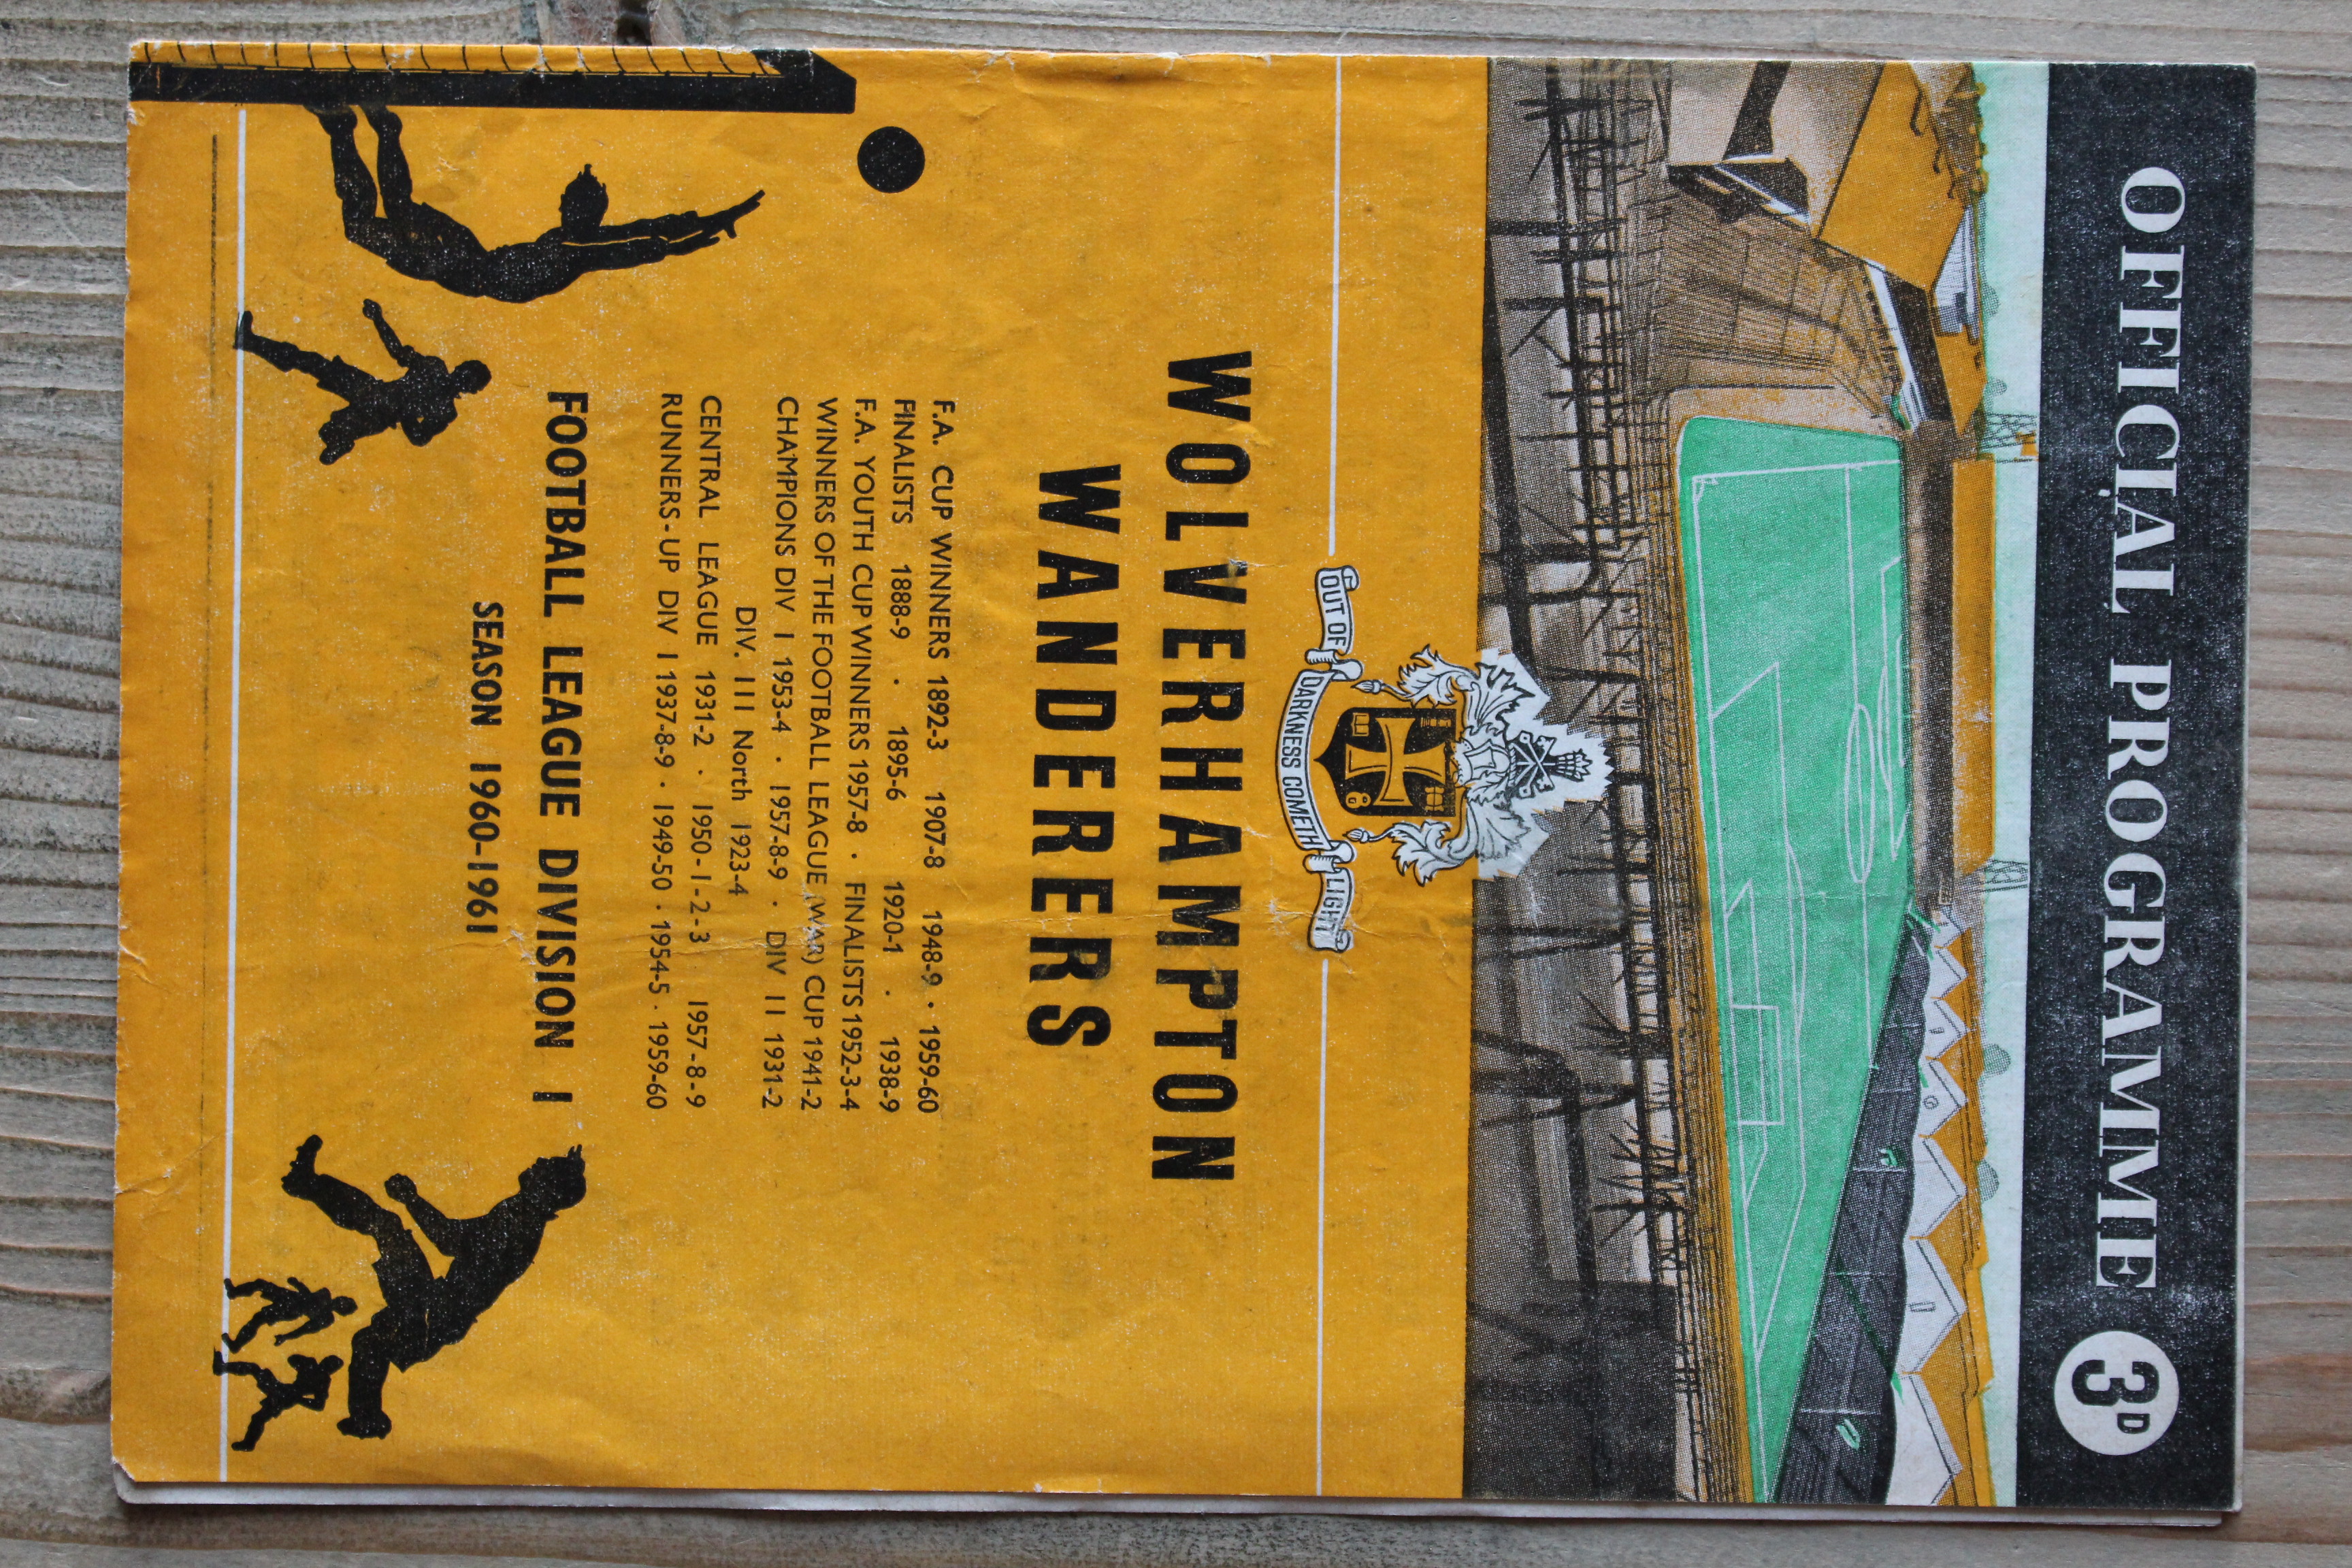 OFFICIAL PROGRAMME 3D
OUT OF DARKNESS COMETH LIGHT
WOLVERHAMPTON
WANDERERS
F.A. CUP WINNERS 1892-3 1907-8 1948-9 · 1959-60
FINALISTS 1888-9 · 1895-6 1920-1 · 1938-9
F.A. YOUTH CUP WINNERS 1957-8 · FINALISTS 1952-3-4
WINNERS OF THE FOOTBALL LEAGUE (WAR) CUP 1941-2
CHAMPIONS DIV I 1953-4 · 1957-8-9 · DIV II 1931-2
DIV. III North 1923-4
CENTRAL LEAGUE 1931-2 · 1950-1-2-3 1957-8-9
RUNNERS-UP DIV I 1937-8-9 · 1949-50 · 1954-5 · 1959-60
FOOTBALL LEAGUE DIVISION I
SEASON 1960-1961